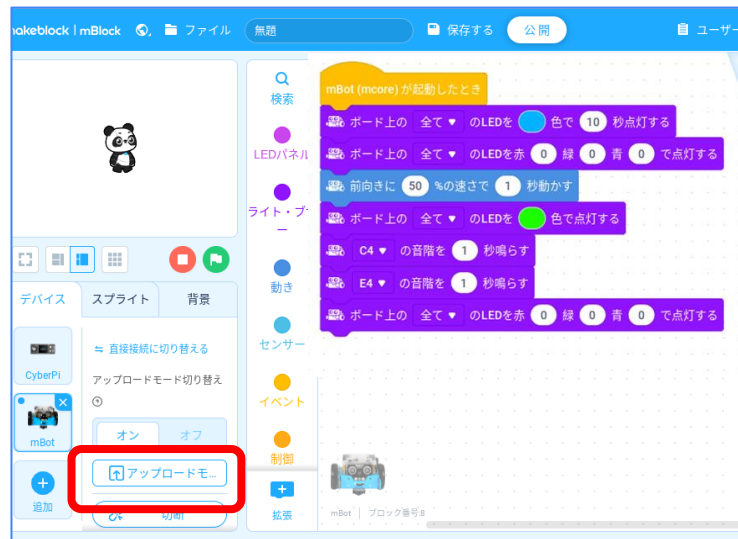 akeblock | mBlock ファイル 無題 保存する 公開 ユーザー
検索
LEDパネル
ライト・ブ
ー
動き
センサー
イベント
制御
拡張
デバイス スプライト 背景
CyberPi
mBot
追加
直接接続に切り替える
アップロードモード切り替え
オン オフ
アップロードモ...
切断
mBot (mcore) が起動したとき
ボード上の 全て ▼ のLEDを 色で 10 秒点灯する
ボード上の 全て ▼ のLEDを赤 0 緑 0 青 0 で点灯する
前向きに 50 %の速さで 1 秒動かす
ボード上の 全て ▼ のLEDを 色で点灯する
C4 ▼ の音階を 1 秒鳴らす
E4 ▼ の音階を 1 秒鳴らす
ボード上の 全て ▼ のLEDを赤 0 緑 0 青 0 で点灯する
mBot | ブロック番号:8